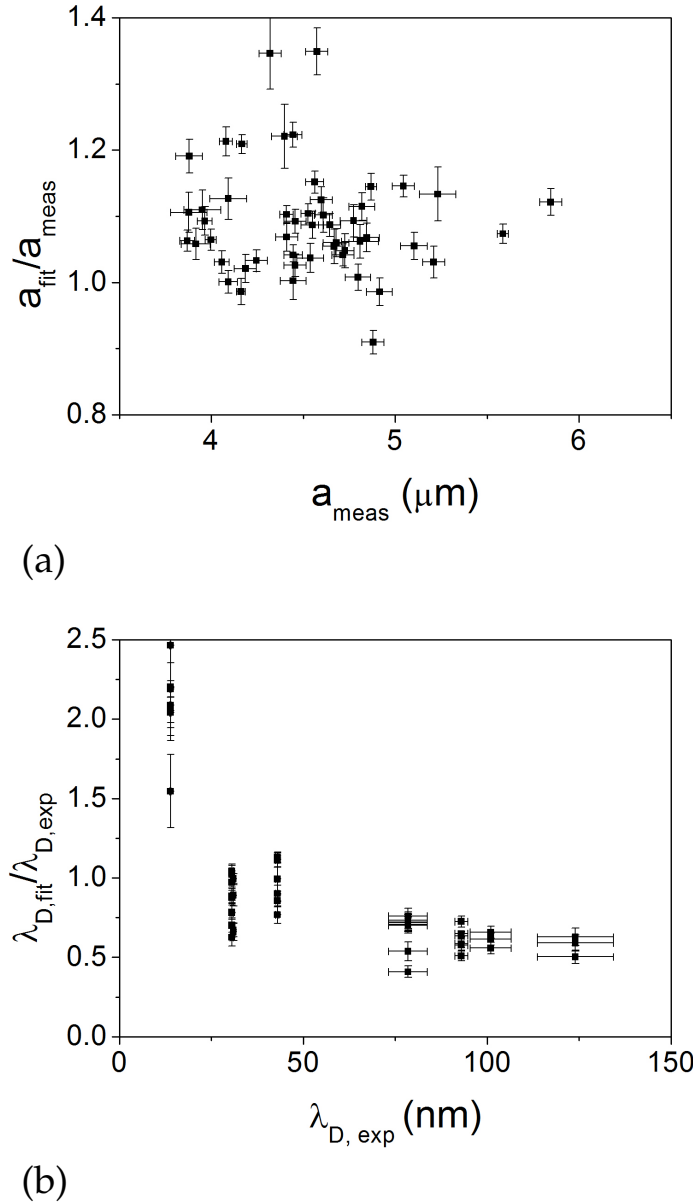 1.4
1.2
1.0
0.8
a_fit/a_meas
4 5 6
a_meas (μm)
(a)
2.5
2.0
1.5
1.0
0.5
0.0
λ_D,fit/λ_D,exp
0 50 100 150
λ_D, exp (nm)
(b)